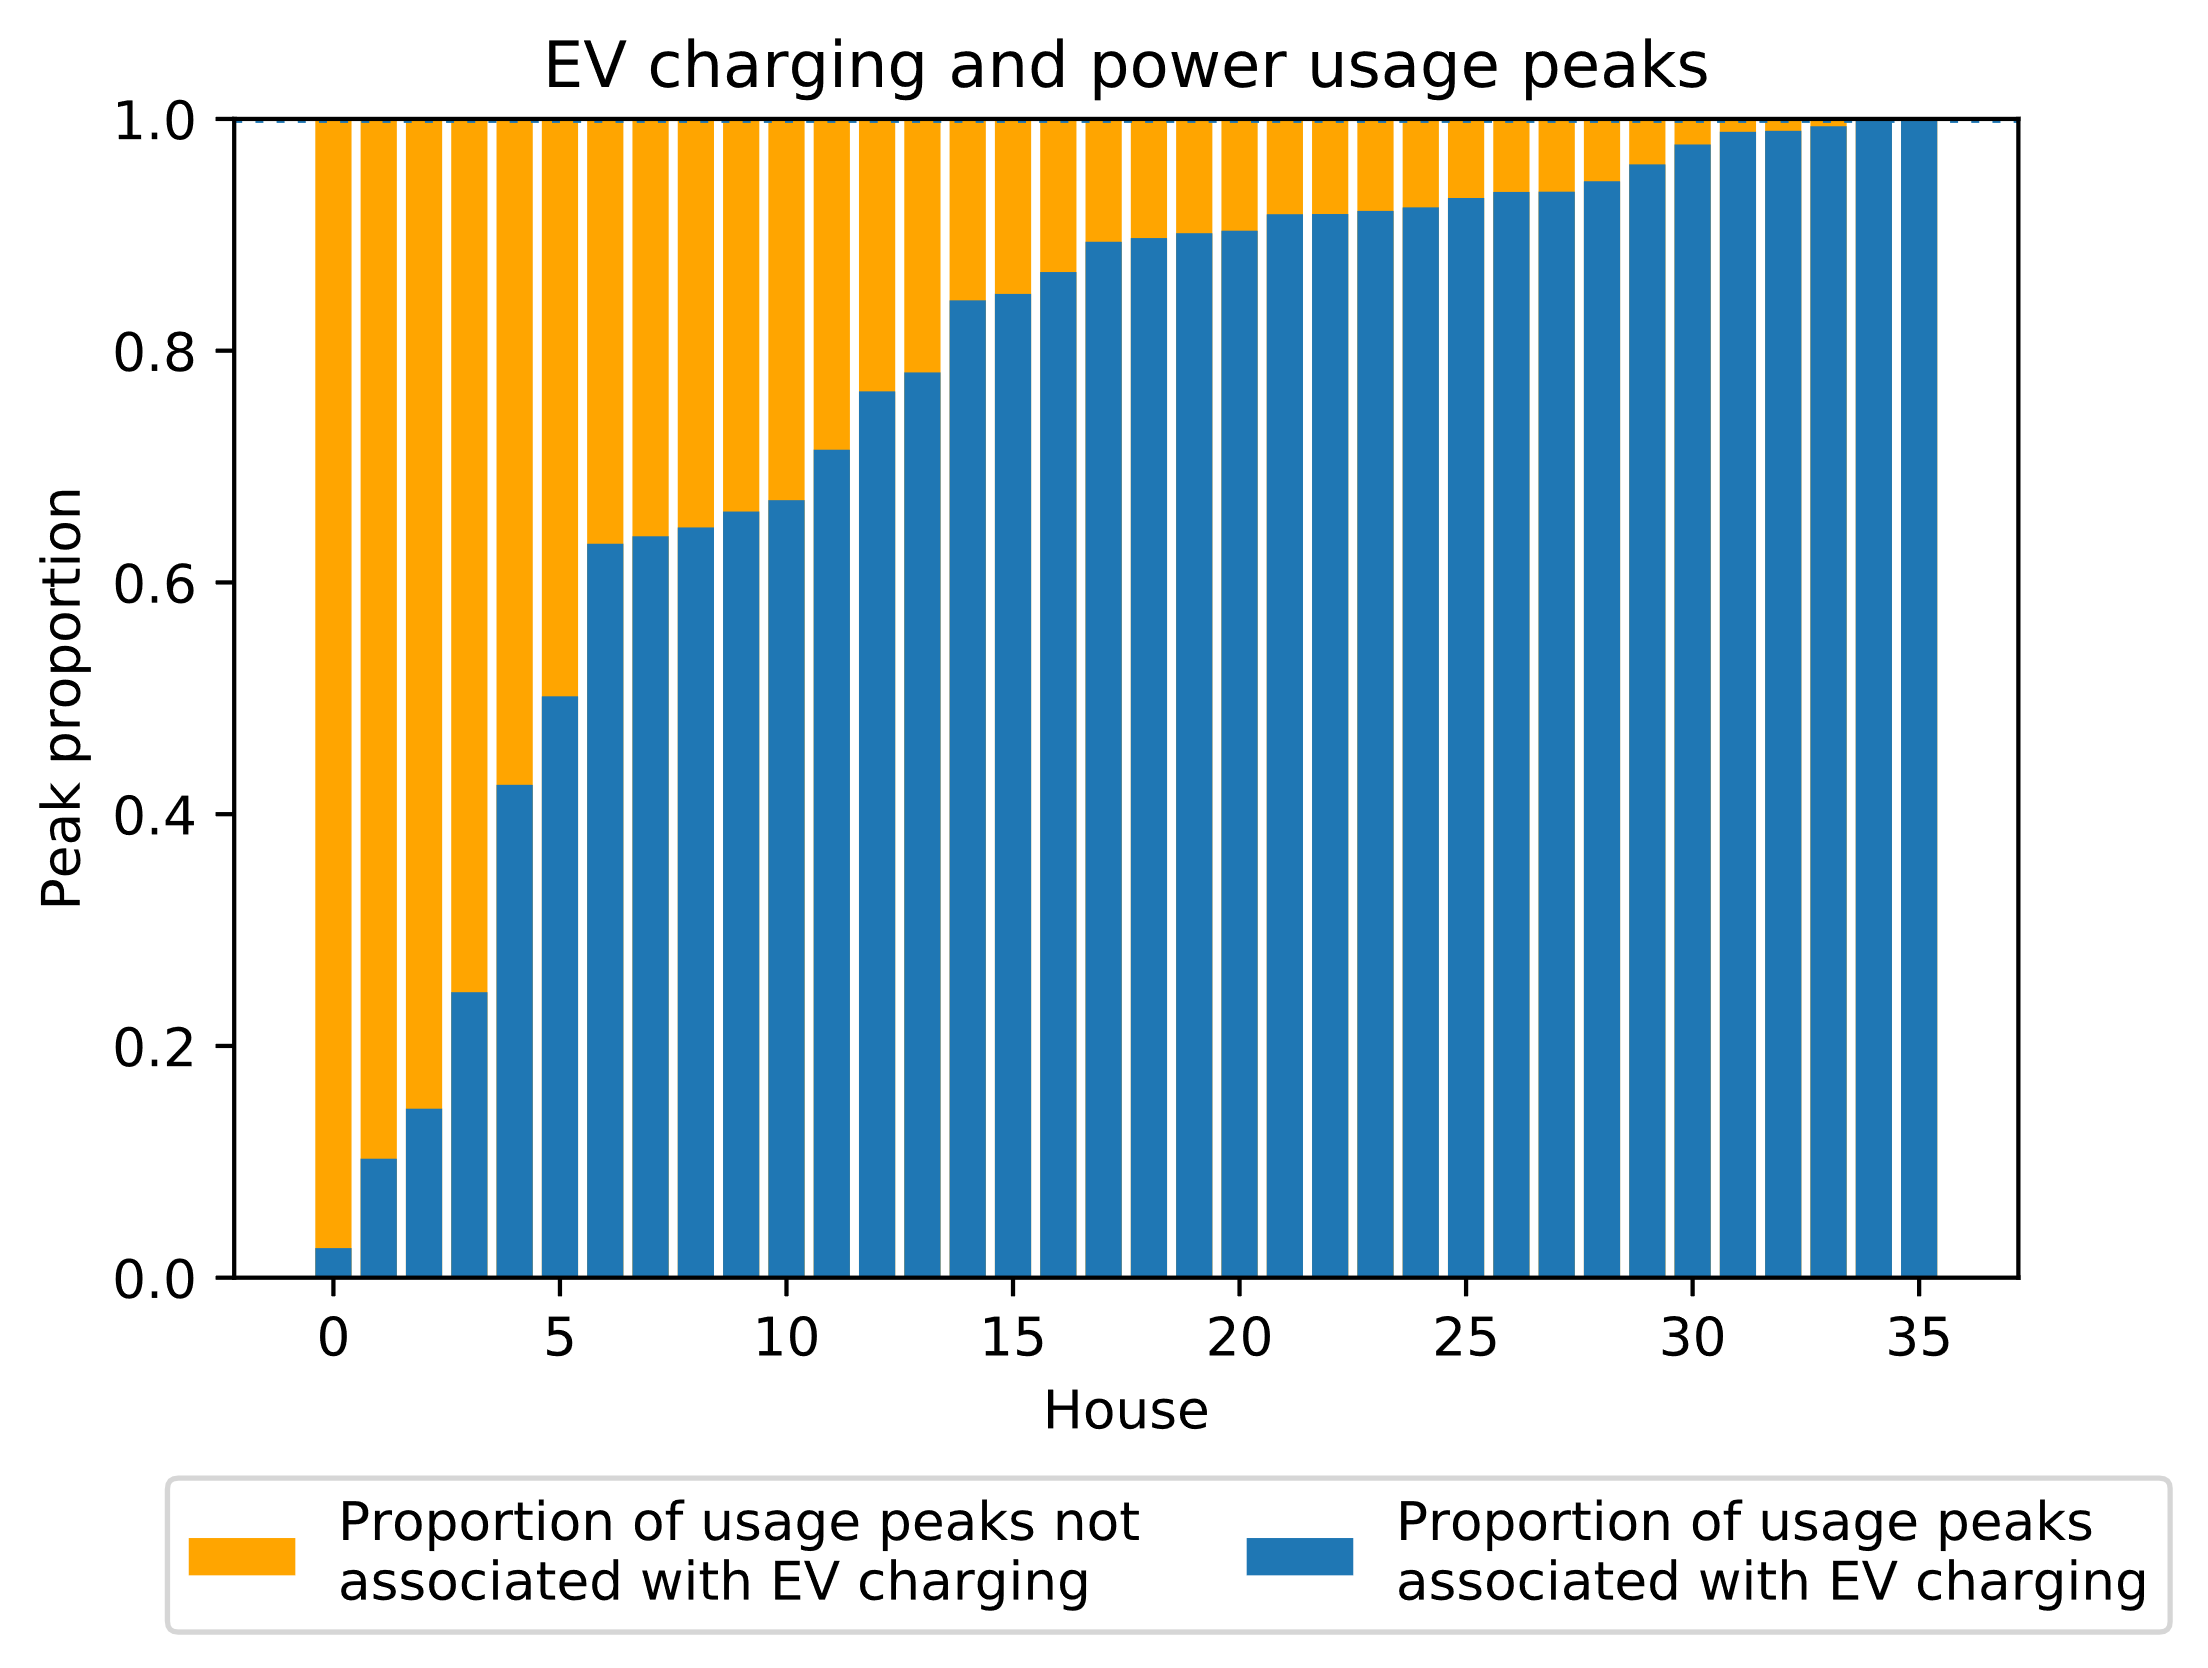 EV charging and power usage peaks
1.0
0.8
0.6
0.4
0.2
0.0
Peak proportion
0 5 10 15 20 25 30 35
House
Proportion of usage peaks not
associated with EV charging
Proportion of usage peaks
associated with EV charging